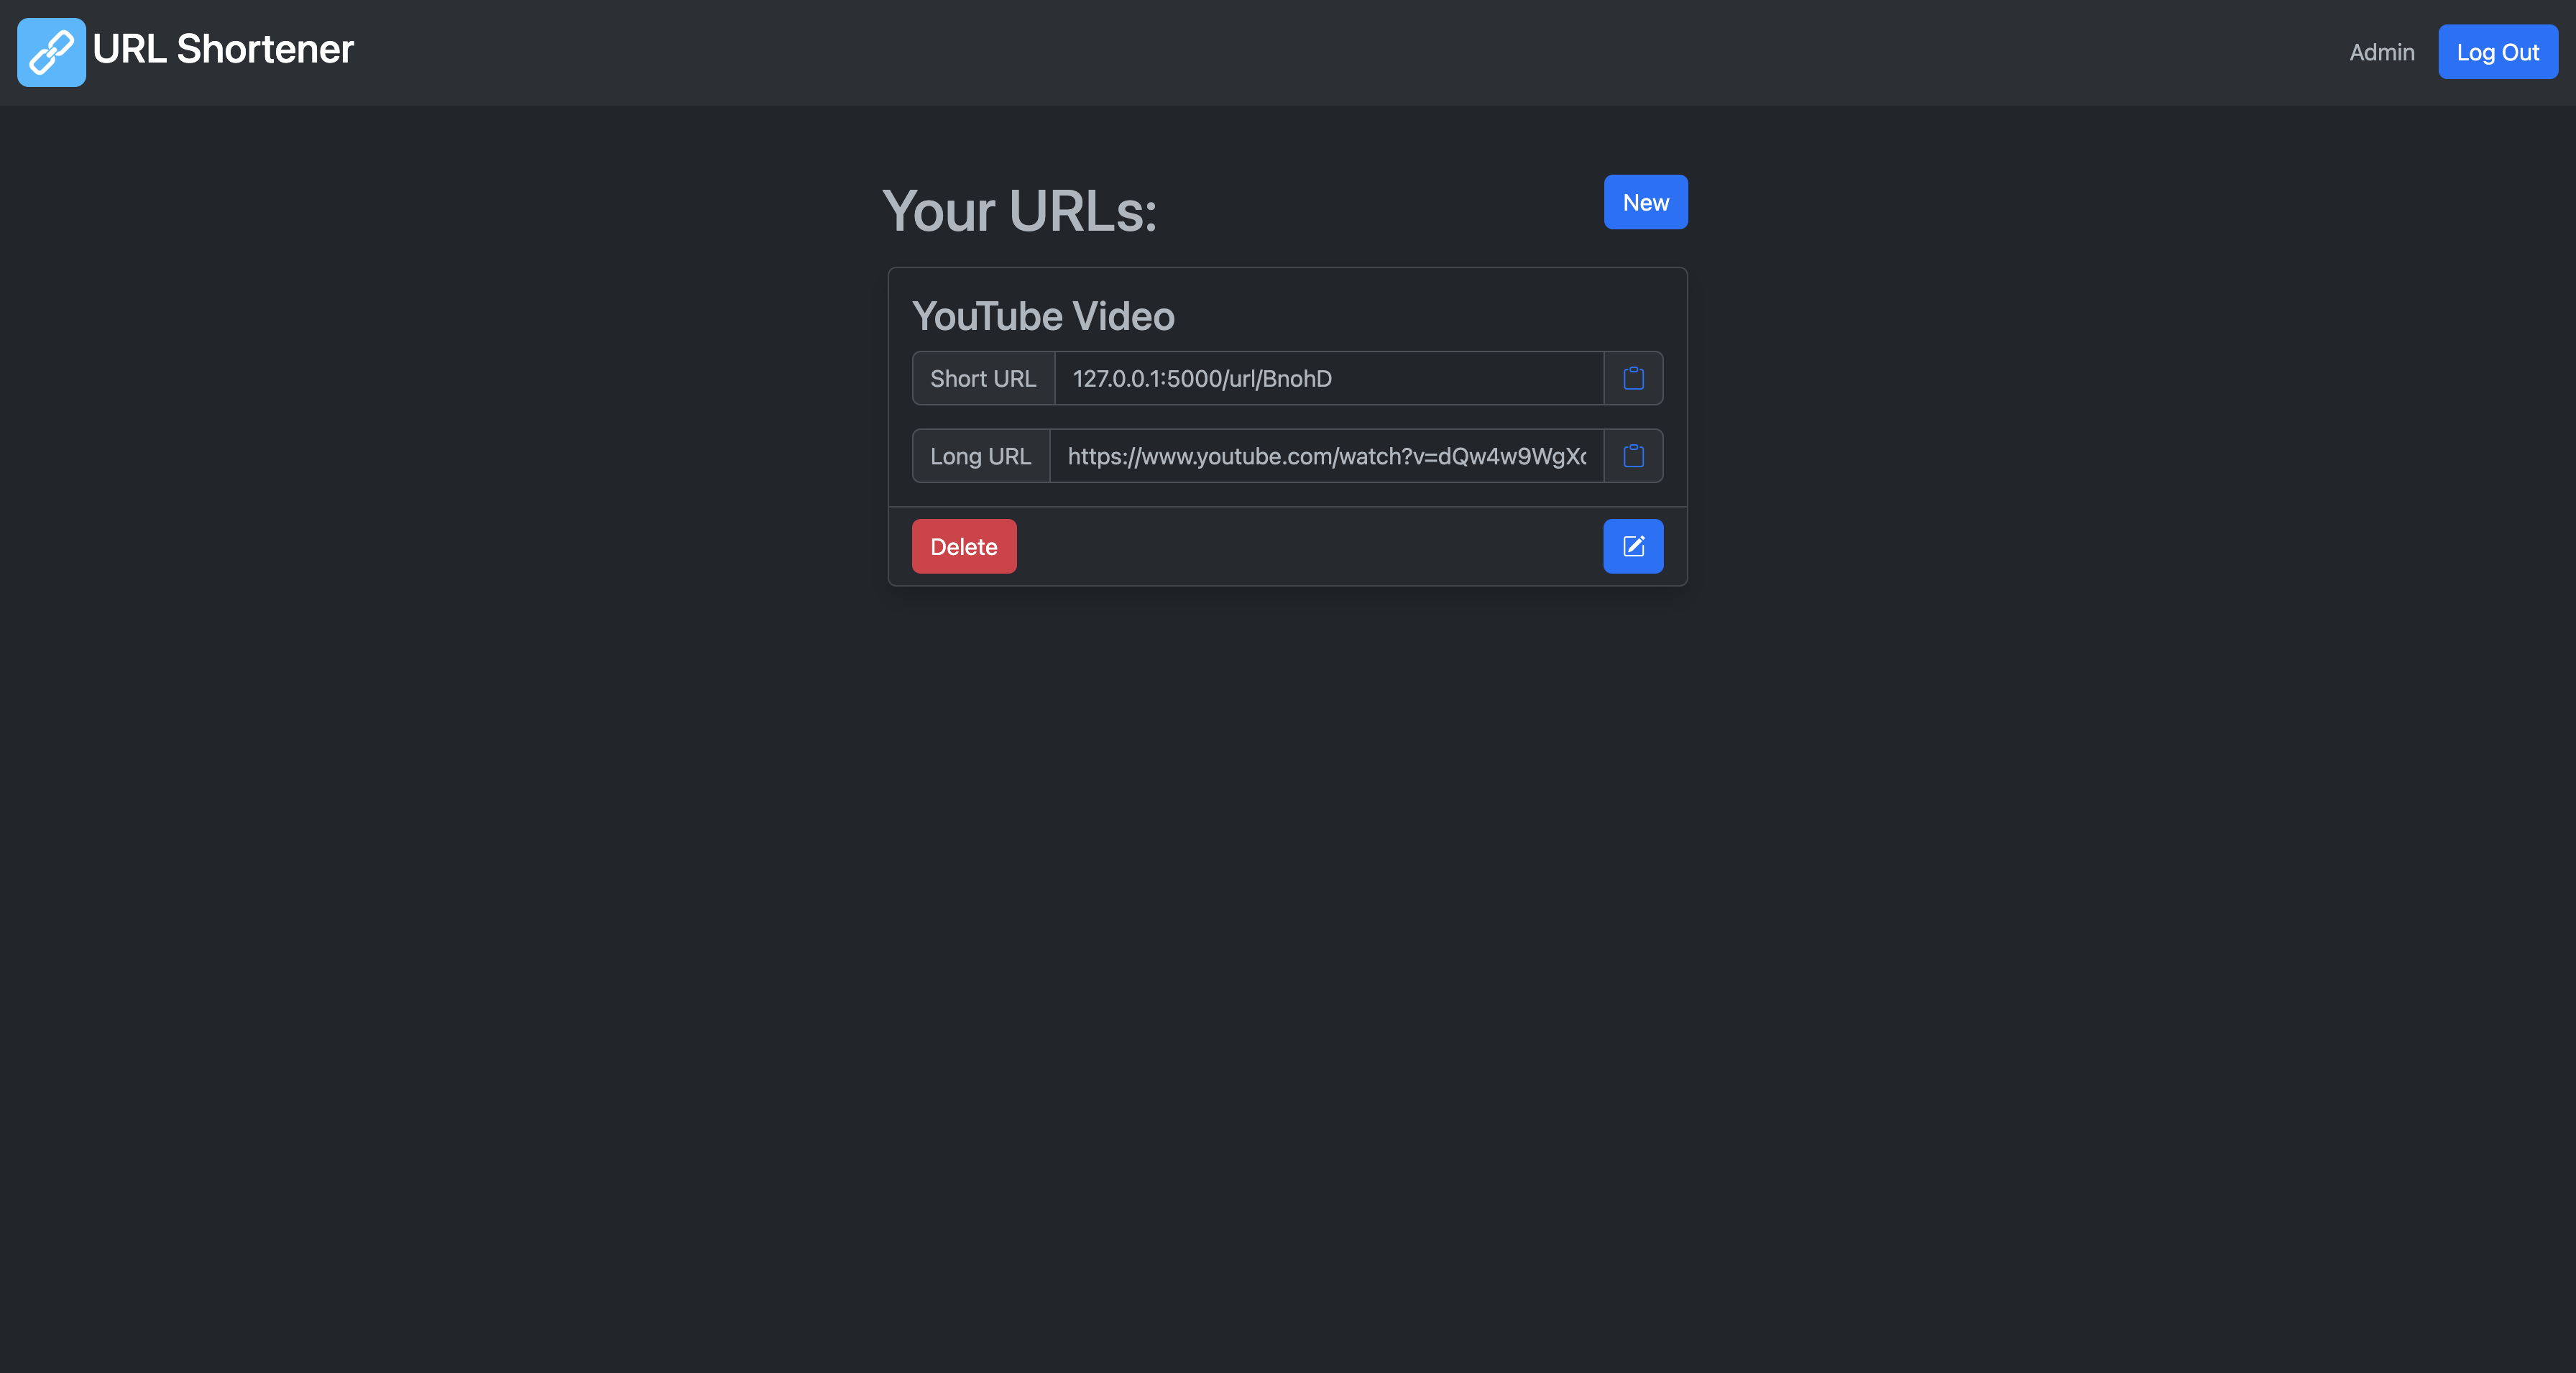 URL Shortener
Admin
Log Out
Your URLs:
New
YouTube Video
Short URL
127.0.0.1:5000/url/BnohD
Long URL
https://www.youtube.com/watch?v=dQw4w9WgX
Delete